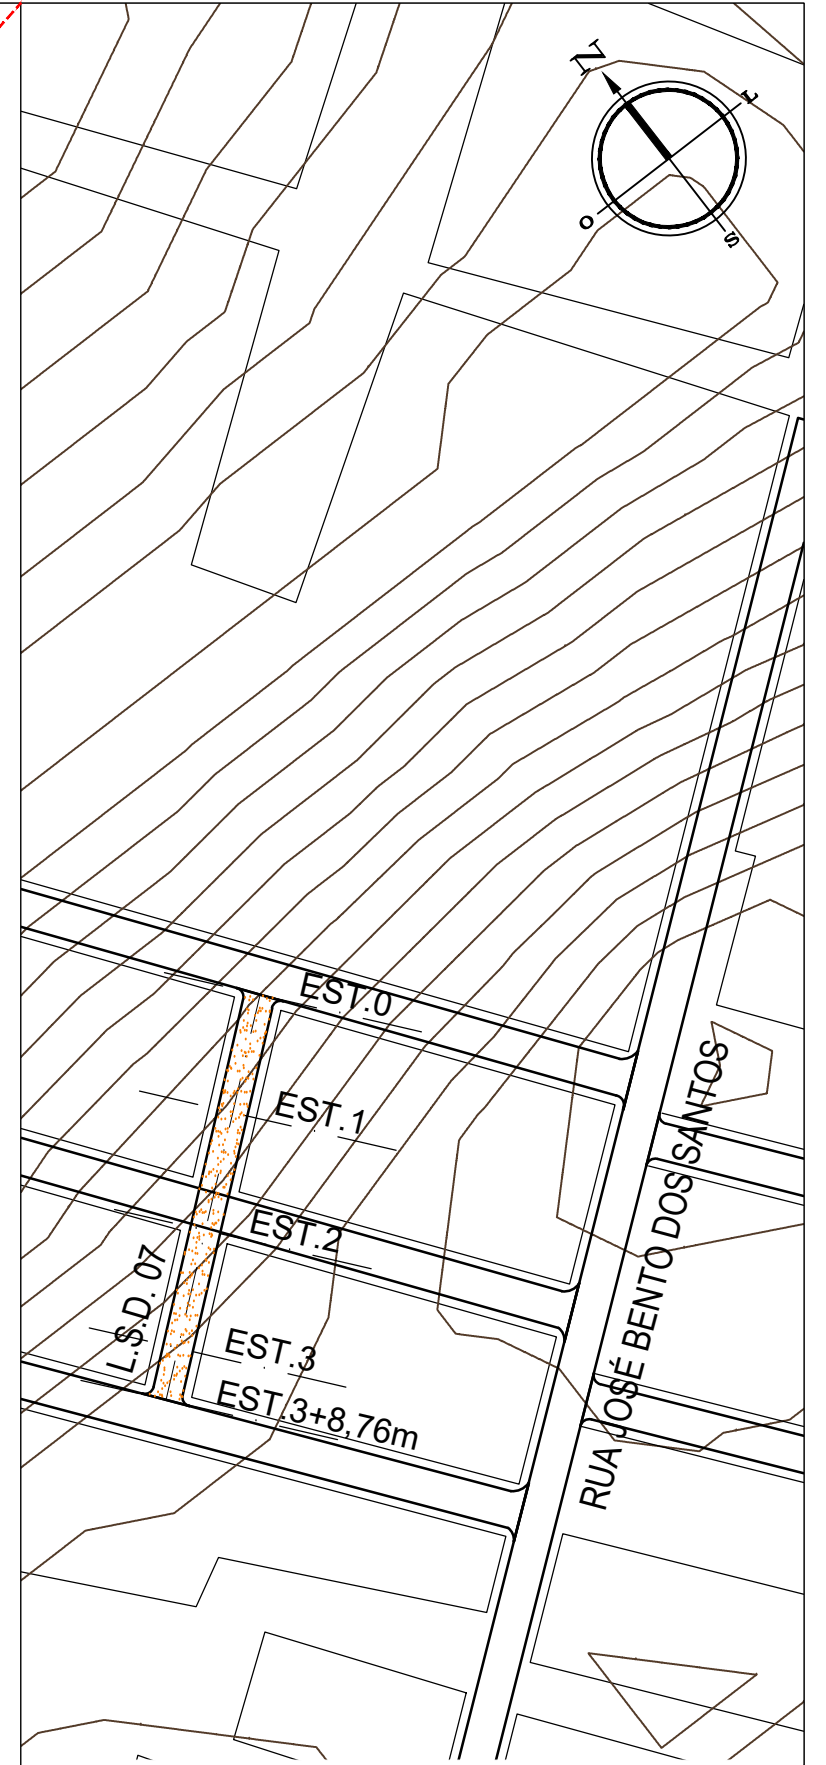 N
L
O
S
EST.0
EST.1
EST.2
EST.3
EST.3+8,76m
L.S.D. 07
RUA JOSÉ BENTO DOS SANTOS